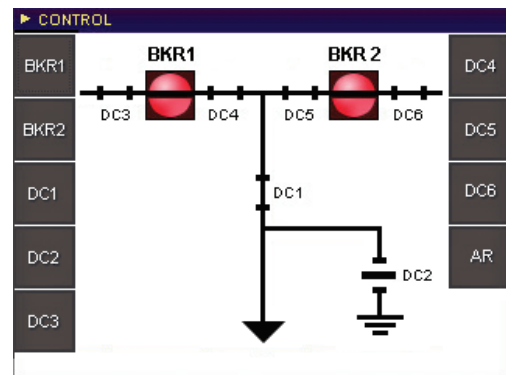 CONTROL
BKR1
BKR2
DC1
DC2
DC3
BKR1
BKR 2
DC3
DC4
DC5
DC6
DC1
DC2
DC4
DC5
DC6
AR